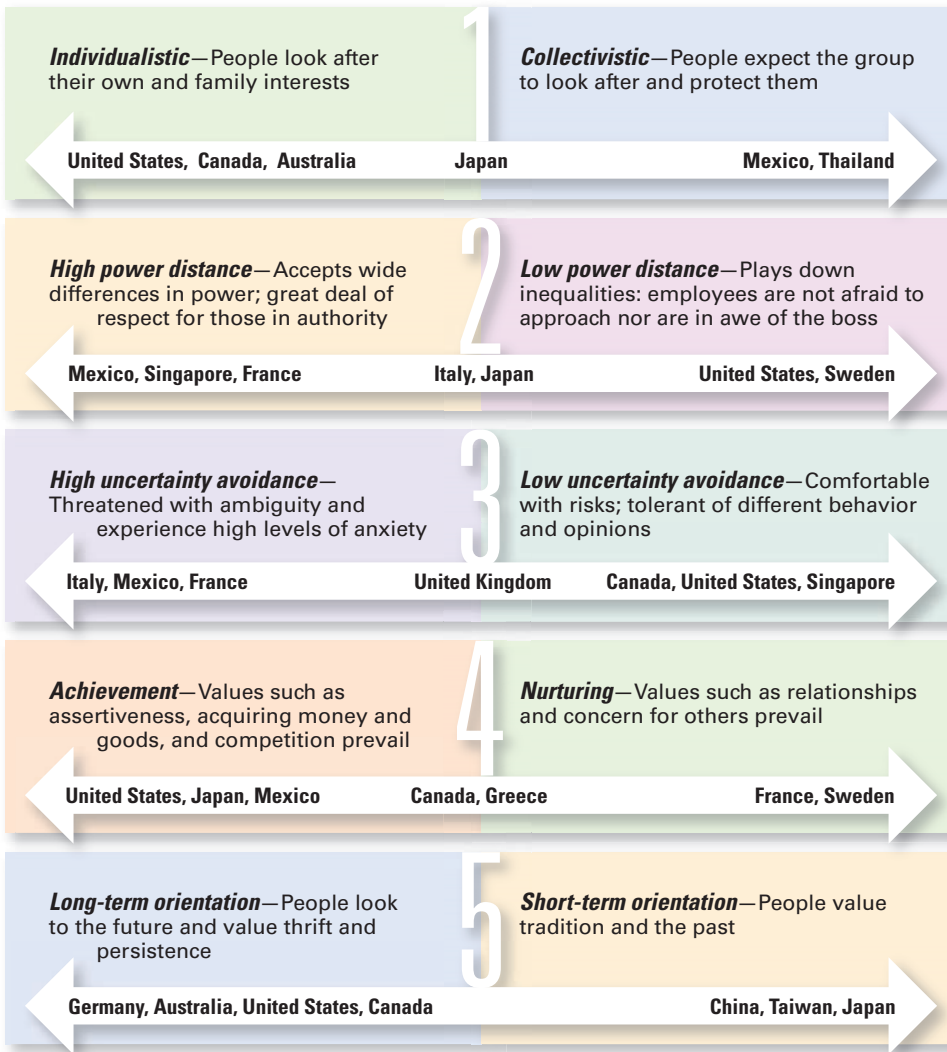 1
Individualistic—People look after
their own and family interests
Collectivistic—People expect the group
to look after and protect them
United States, Canada, Australia
Japan
Mexico, Thailand
2
High power distance—Accepts wide
differences in power; great deal of
respect for those in authority
Low power distance—Plays down
inequalities: employees are not afraid to
approach nor are in awe of the boss
Mexico, Singapore, France
Italy, Japan
United States, Sweden
3
High uncertainty avoidance—
Threatened with ambiguity and
experience high levels of anxiety
Low uncertainty avoidance—Comfortable
with risks; tolerant of different behavior
and opinions
Italy, Mexico, France
United Kingdom
Canada, United States, Singapore
4
Achievement—Values such as
assertiveness, acquiring money and
goods, and competition prevail
Nurturing—Values such as relationships
and concern for others prevail
United States, Japan, Mexico
Canada, Greece
France, Sweden
5
Long-term orientation—People look
to the future and value thrift and
persistence
Short-term orientation—People value
tradition and the past
Germany, Australia, United States, Canada
China, Taiwan, Japan